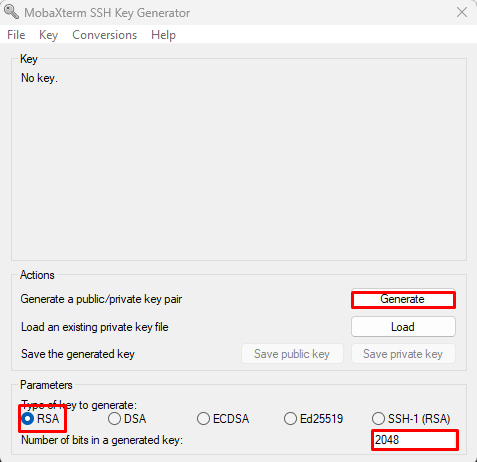 MobaXterm SSH Key Generator
File Key Conversions Help
Key
No key.
Actions
Generate a public/private key pair Generate
Load an existing private key file Load
Save the generated key Save public key Save private key
Parameters
Type of key to generate:
RSA DSA ECDSA Ed25519 SSH-1 (RSA)
Number of bits in a generated key: 2048